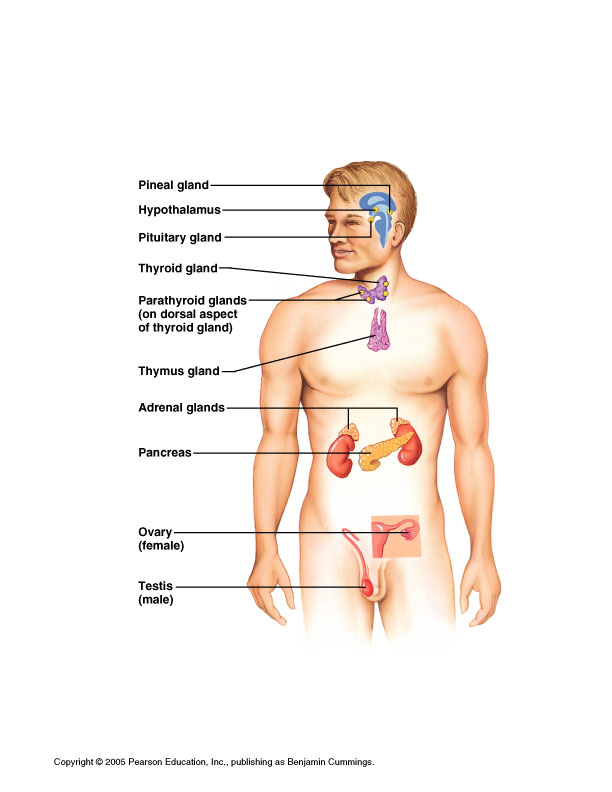 Pineal gland
Hypothalamus
Pituitary gland
Thyroid gland
Parathyroid glands
(on dorsal aspect
of thyroid gland)
Thymus gland
Adrenal glands
Pancreas
Ovary
(female)
Testis
(male)
Copyright © 2005 Pearson Education, Inc., publishing as Benjamin Cummings.